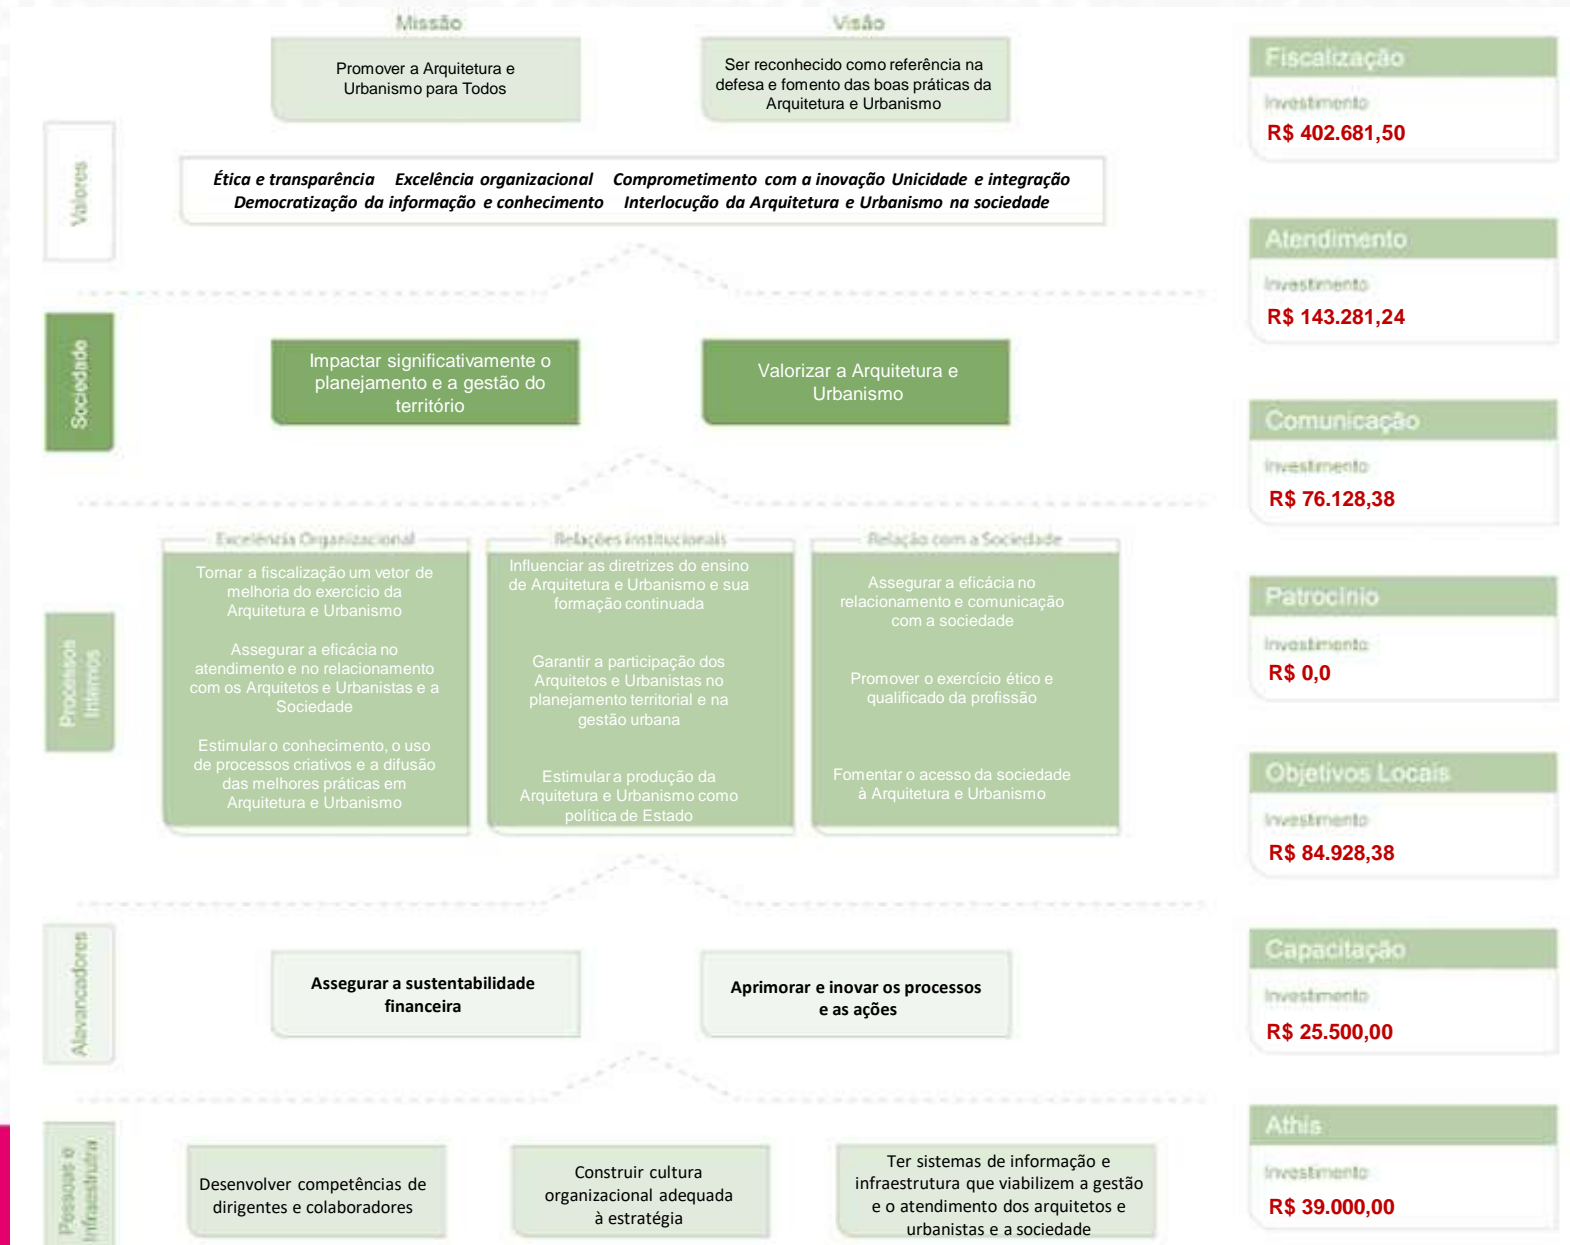 Missão
Promover a Arquitetura e
Urbanismo para Todos
Visão
Ser reconhecido como referência na
defesa e fomento das boas práticas da
Arquitetura e Urbanismo
Valores
Ética e transparência Excelência organizacional Comprometimento com a inovação Unicidade e integração
Democratização da informação e conhecimento Interlocução da Arquitetura e Urbanismo na sociedade
Sociedade
Impactar significativamente o
planejamento e a gestão do
território
Valorizar a Arquitetura e
Urbanismo
Processos
Internos
Excelência Organizacional
Tornar a fiscalização um vetor de
melhoria do exercício da
Arquitetura e Urbanismo
Assegurar a eficácia no
atendimento e no relacionamento
com os Arquitetos e Urbanistas e a
Sociedade
Estimular o conhecimento, o uso
de processos criativos e a difusão
das melhores práticas em
Arquitetura e Urbanismo
Relações institucionais
Influenciar as diretrizes do ensino
de Arquitetura e Urbanismo e sua
formação continuada
Garantir a participação dos
Arquitetos e Urbanistas no
planejamento territorial e na
gestão urbana
Estimular a produção da
Arquitetura e Urbanismo como
política de Estado
Relação com a Sociedade
Assegurar a eficácia no
relacionamento e comunicação
com a sociedade
Promover o exercício ético e
qualificado da profissão
Fomentar o acesso da sociedade
à Arquitetura e Urbanismo
Alavancadores
Assegurar a sustentabilidade
financeira
Aprimorar e inovar os processos
e as ações
Pessoas e
Infraestrutra
Desenvolver competências de
dirigentes e colaboradores
Construir cultura
organizacional adequada
à estratégia
Ter sistemas de informação e
infraestrutura que viabilizem a gestão
e o atendimento dos arquitetos e
urbanistas e a sociedade
Fiscalização
Investimento
R$ 402.681,50
Atendimento
Investimento
R$ 143.281,24
Comunicação
Investimento
R$ 76.128,38
Patrocínio
Investimento
R$ 0,0
Objetivos Locais
Investimento
R$ 84.928,38
Capacitação
Investimento
R$ 25.500,00
Athis
Investimento
R$ 39.000,00